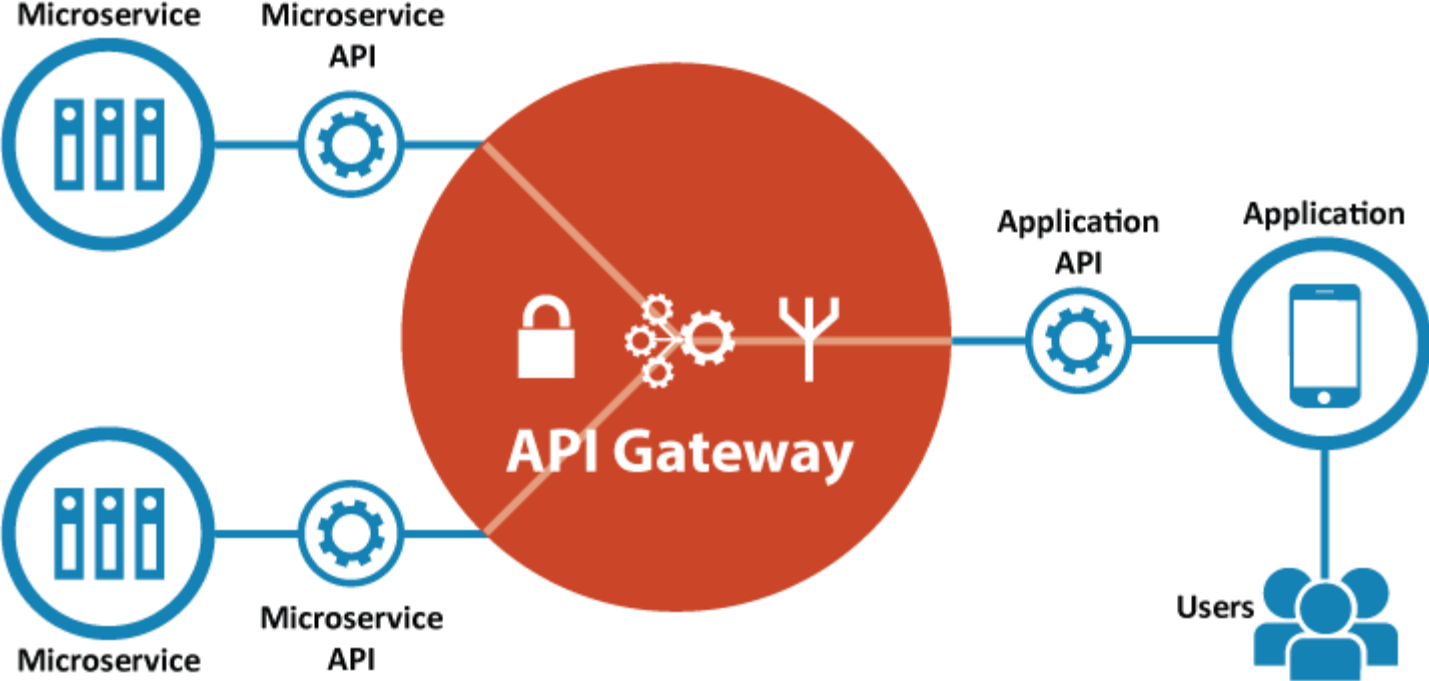 Microservice
Microservice
API
Application
API
Application
API Gateway
Users
Microservice
API
Microservice